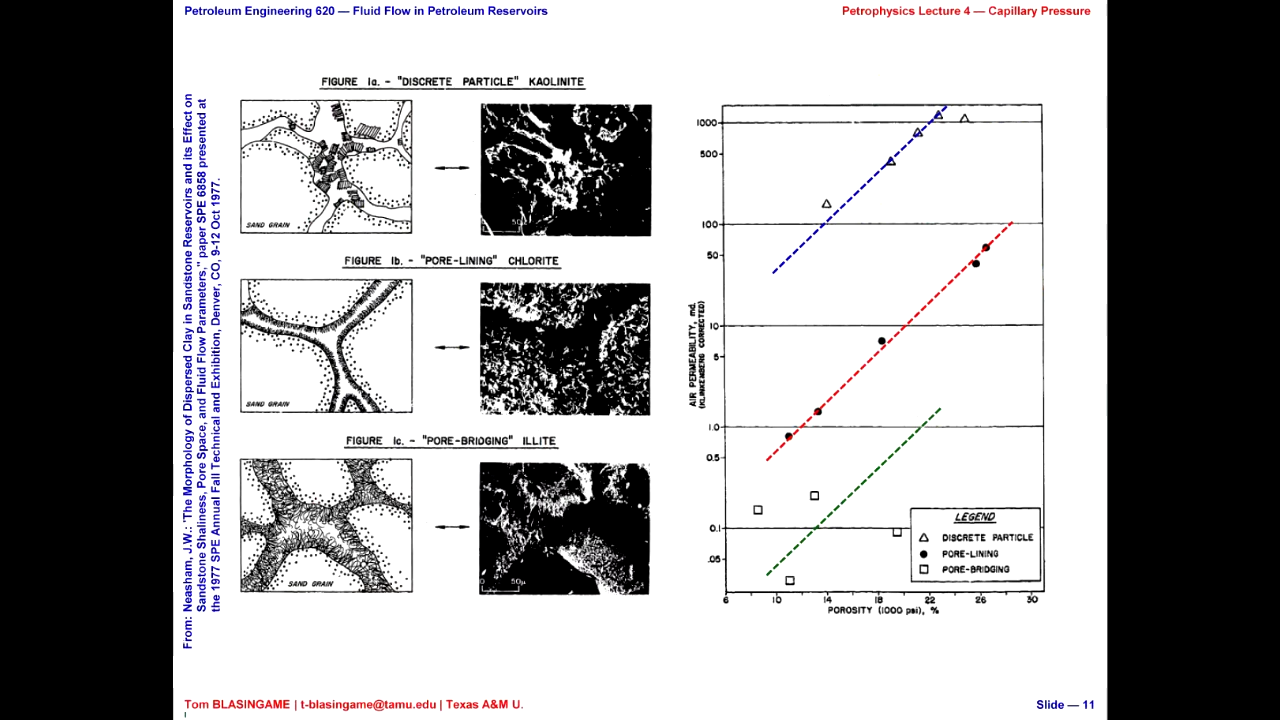 Petroleum Engineering 620 — Fluid Flow in Petroleum Reservoirs
Petrophysics Lecture 4 — Capillary Pressure
From: Neasham, J.W.: "The Morphology of Dispersed Clay in Sandstone Reservoirs and its Effect on
Sandstone Shaliness, Pore Space, and Fluid Flow Parameters," paper SPE 6858 presented at
the 1977 SPE Annual Fall Technical and Exhibition, Denver, CO, 9-12 Oct 1977.
FIGURE 1a. - "DISCRETE PARTICLE" KAOLINITE
SAND GRAIN
FIGURE 1b. - "PORE-LINING" CHLORITE
SAND GRAIN
FIGURE 1c. - "PORE-BRIDGING" ILLITE
SAND GRAIN
0 50μ
AIR PERMEABILITY, md.
(KLINKENBERG CORRECTED)
1000
500
100
50
10
5
1.0
0.5
0.1
.05
LEGEND
DISCRETE PARTICLE
PORE-LINING
PORE-BRIDGING
6 10 14 18 22 26 30
POROSITY (1000 psi), %
Tom BLASINGAME | t-blasingame@tamu.edu | Texas A&M U.
Slide — 11